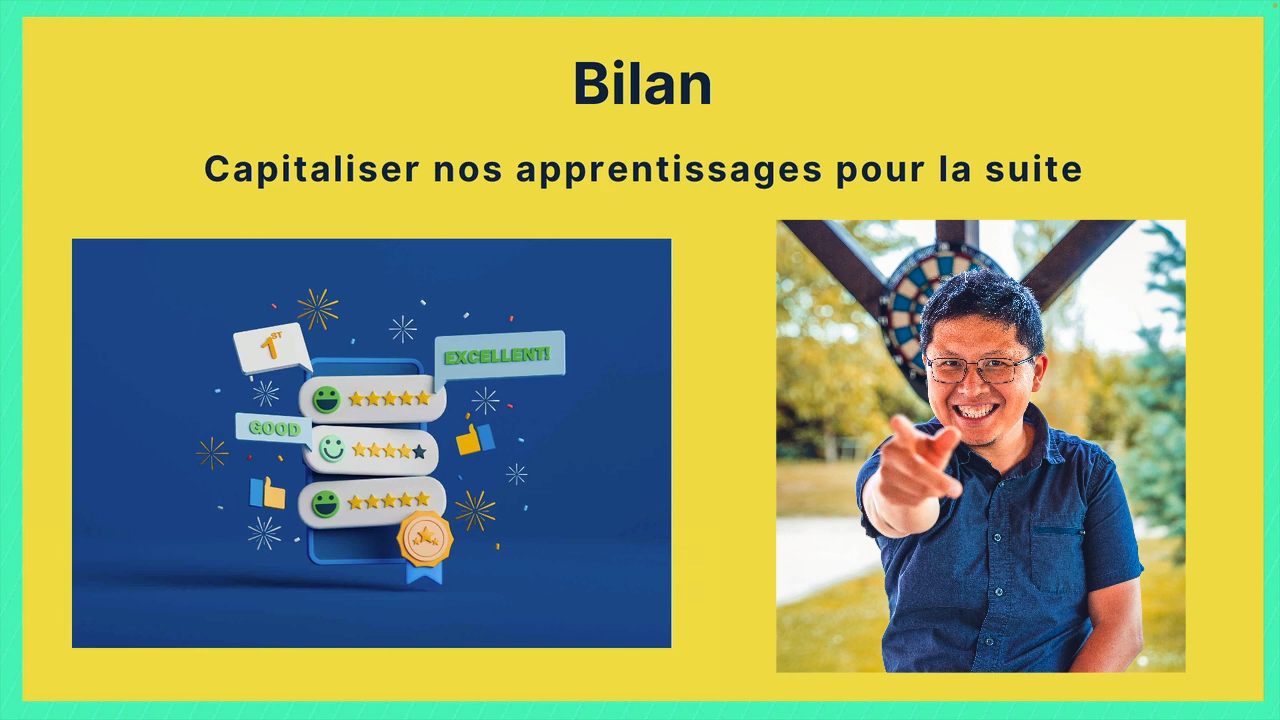 Bilan
Capitaliser nos apprentissages pour la suite
1ST
EXCELLENT!
GOOD